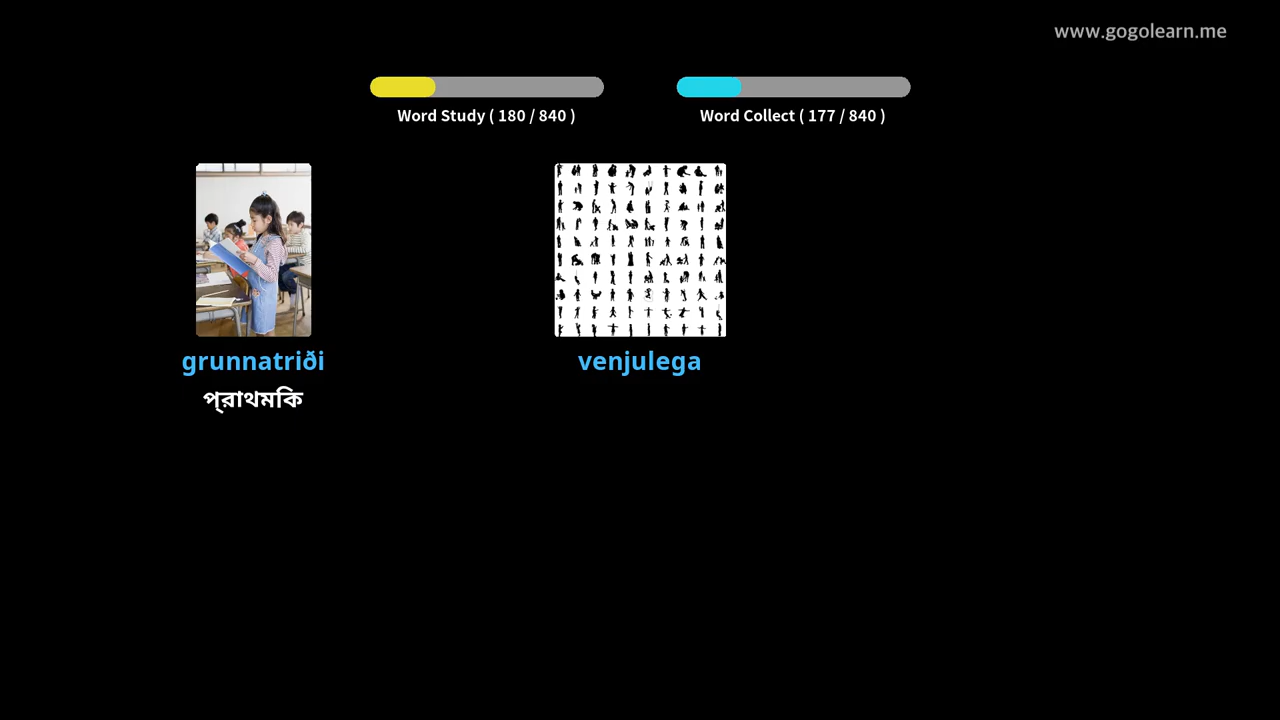 www.gogolearn.me
Word Study ( 180 / 840 )
Word Collect ( 177 / 840 )
grunnatriði
venjulega
প্রাথমকি